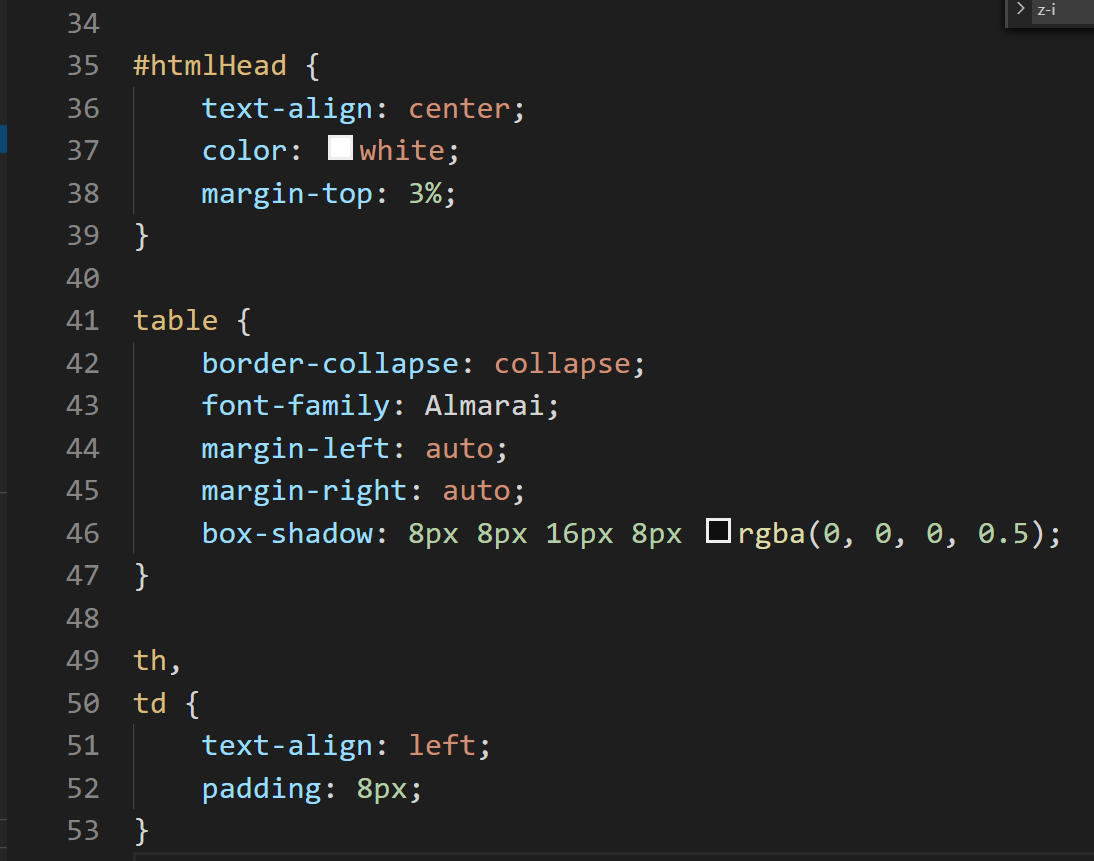 z-i
34
35 #htmlHead {
36     text-align: center;
37     color: white;
38     margin-top: 3%;
39 }
40
41 table {
42     border-collapse: collapse;
43     font-family: Almarai;
44     margin-left: auto;
45     margin-right: auto;
46     box-shadow: 8px 8px 16px 8px rgba(0, 0, 0, 0.5);
47 }
48
49 th,
50 td {
51     text-align: left;
52     padding: 8px;
53 }